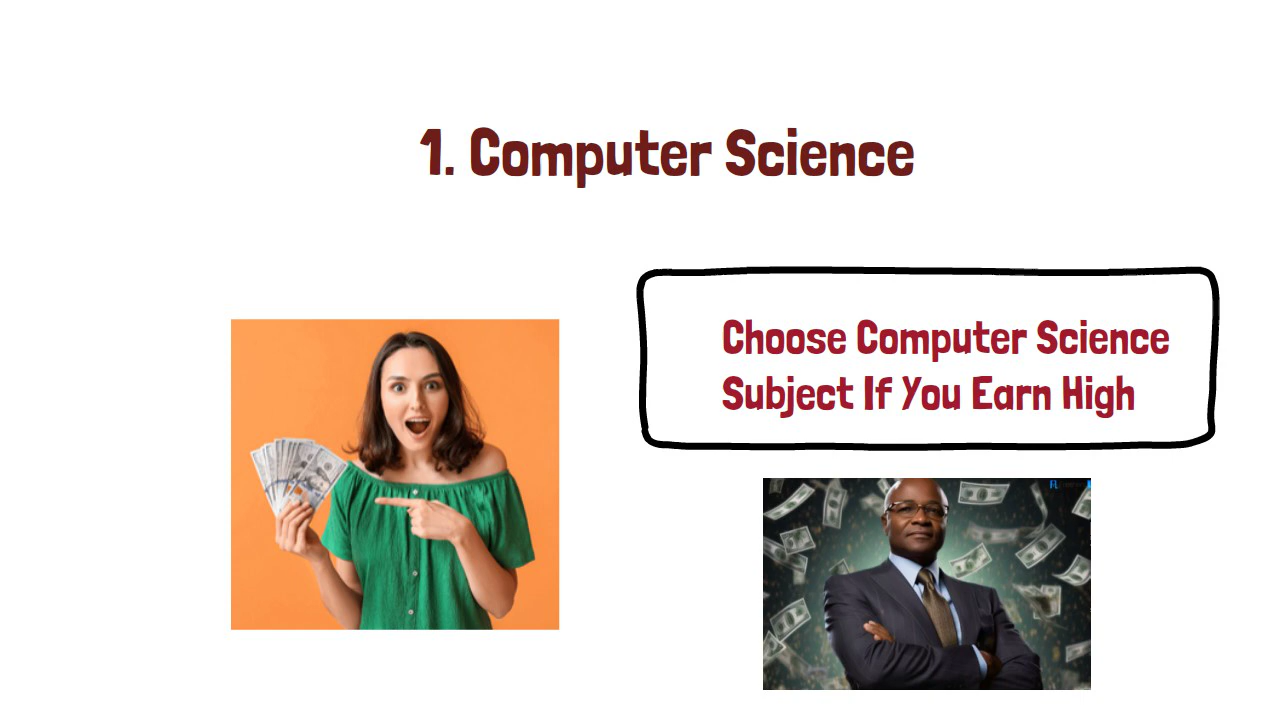 1. Computer Science
Choose Computer Science
Subject If You Earn High